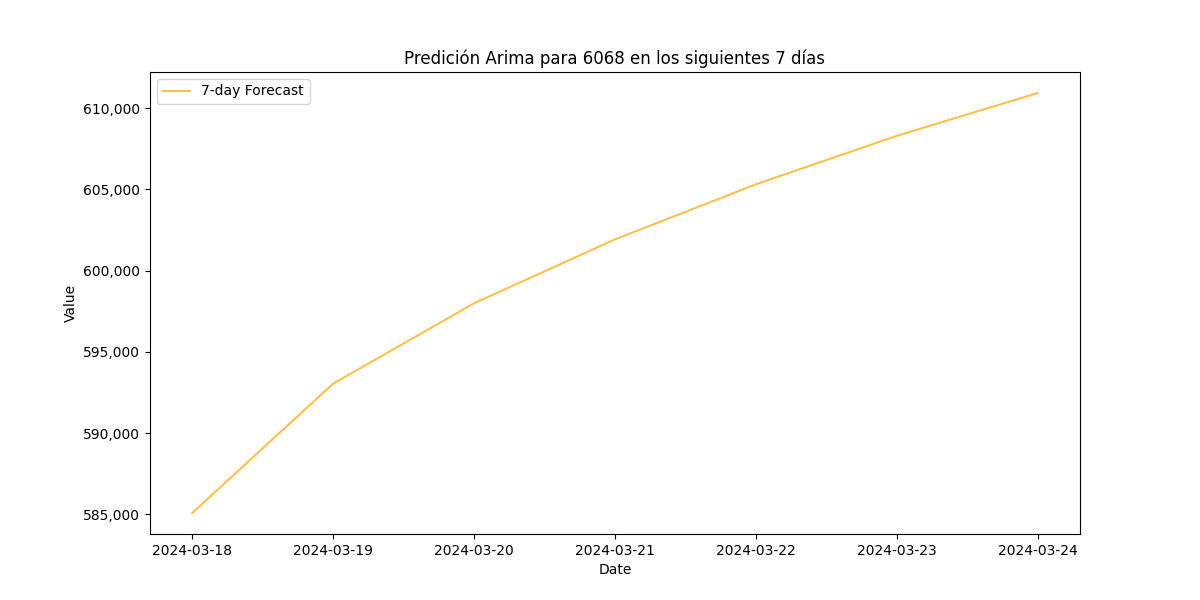 Predición Arima para 6068 en los siguientes 7 días
7-day Forecast
610,000
605,000
600,000
595,000
590,000
585,000
Value
2024-03-18 2024-03-19 2024-03-20 2024-03-21 2024-03-22 2024-03-23 2024-03-24
Date